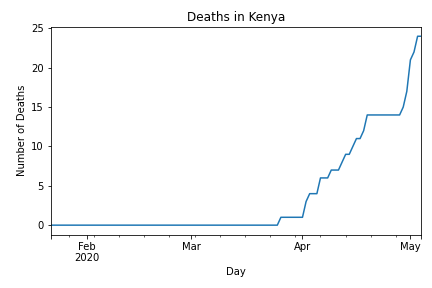 Deaths in Kenya
25
20
15
10
5
0
Number of Deaths
Feb
2020
Mar
Apr
May
Day